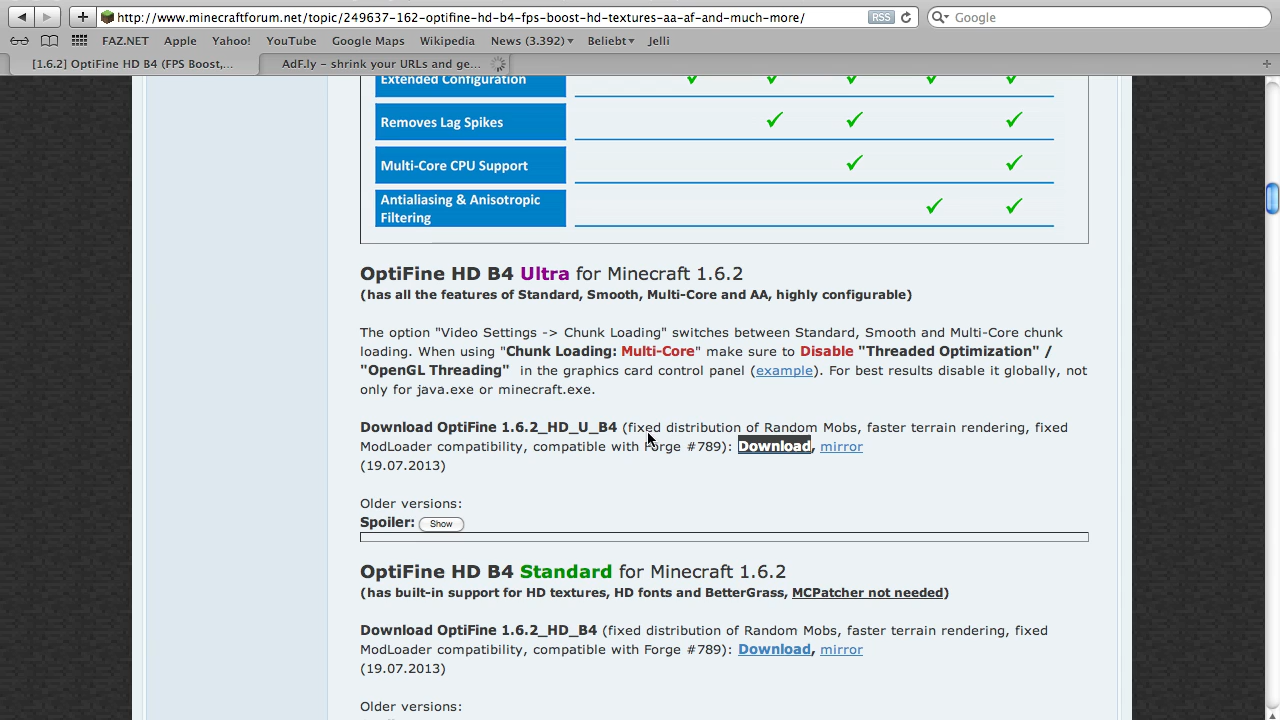 http://www.minecraftforum.net/topic/249637-162-optifine-hd-b4-fps-boost-hd-textures-aa-af-and-much-more/
RSS
Google
FAZ.NET Apple Yahoo! YouTube Google Maps Wikipedia News (3.392) Beliebt Jelli
[1.6.2] OptiFine HD B4 (FPS Boost,...
AdF.ly – shrink your URLs and ge...
Extended Configuration
Removes Lag Spikes
Multi-Core CPU Support
Antialiasing & Anisotropic
Filtering
OptiFine HD B4 Ultra for Minecraft 1.6.2
(has all the features of Standard, Smooth, Multi-Core and AA, highly configurable)
The option "Video Settings -> Chunk Loading" switches between Standard, Smooth and Multi-Core chunk
loading. When using "Chunk Loading: Multi-Core" make sure to Disable "Threaded Optimization" /
"OpenGL Threading" in the graphics card control panel (example). For best results disable it globally, not
only for java.exe or minecraft.exe.
Download OptiFine 1.6.2_HD_U_B4 (fixed distribution of Random Mobs, faster terrain rendering, fixed
ModLoader compatibility, compatible with Forge #789): Download, mirror
(19.07.2013)
Older versions:
Spoiler: Show
OptiFine HD B4 Standard for Minecraft 1.6.2
(has built-in support for HD textures, HD fonts and BetterGrass, MCPatcher not needed)
Download OptiFine 1.6.2_HD_B4 (fixed distribution of Random Mobs, faster terrain rendering, fixed
ModLoader compatibility, compatible with Forge #789): Download, mirror
(19.07.2013)
Older versions: